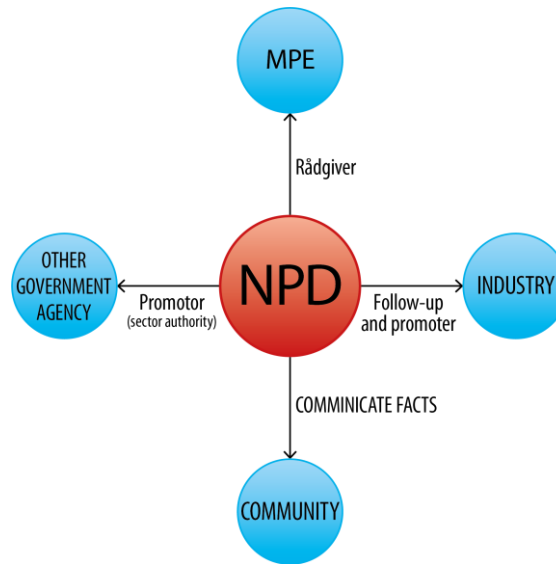 MPE
Rådgiver
OTHER
GOVERNMENT
AGENCY
Promotor
(sector authority)
NPD
Follow-up
and promoter
INDUSTRY
COMMINICATE FACTS
COMMUNITY